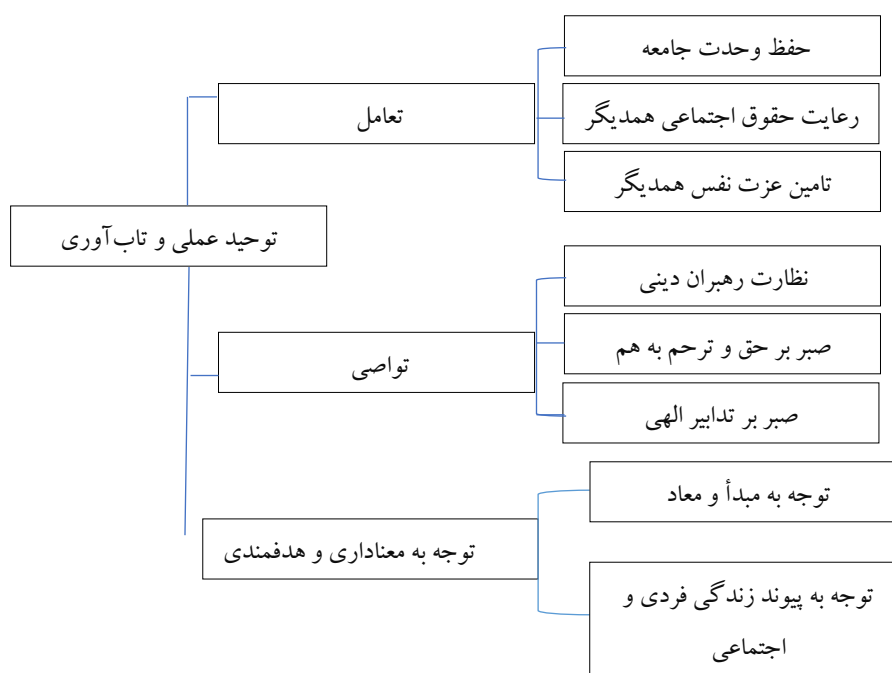 توحید عملی و تاب‌آوری
تعامل
حفظ وحدت جامعه
رعایت حقوق اجتماعی همدیگر
تامین عزت نفس همدیگر
تواصی
نظارت رهبران دینی
صبر بر حق و ترحم به هم
صبر بر تدابیر الهی
توجه به معناداری و هدفمندی
توجه به مبدأ و معاد
توجه به پیوند زندگی فردی و
اجتماعی